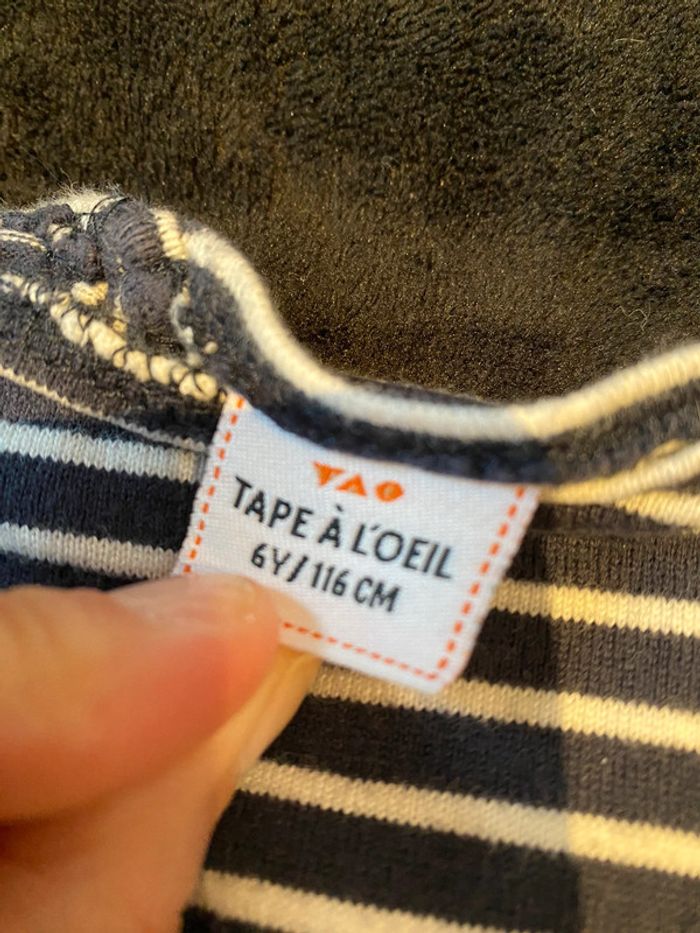 TAO
TAPE À L'OEIL
6Y/116 CM